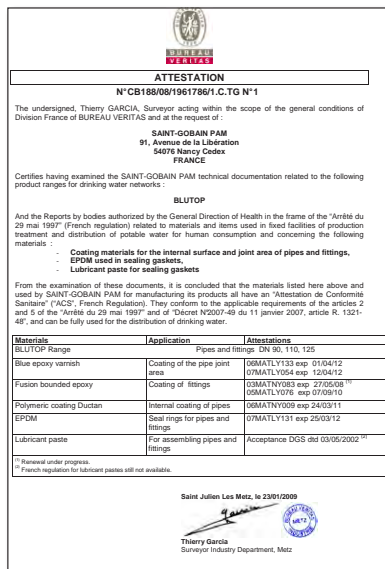 BUREAU
VERITAS
ATTESTATION
N°CB188/08/1961786/1.C.TG N°1
The undersigned, Thierry GARCIA, Surveyor acting within the scope of the general conditions of
Division France of BUREAU VERITAS and at the request of :
SAINT-GOBAIN PAM
91, Avenue de la Libération
54076 Nancy Cedex
FRANCE
Certifies having examined the SAINT-GOBAIN PAM technical documentation related to the following
product ranges for drinking water networks :
BLUTOP
And the Reports by bodies authorized by the General Direction of Health in the frame of the "Arrêté du
29 mai 1997" (French regulation) related to materials and items used in fixed facilities of production
treatment and distribution of potable water for human consumption and concerning the following
materials :
- Coating materials for the internal surface and joint area of pipes and fittings,
- EPDM used in sealing gaskets,
- Lubricant paste for sealing gaskets
From the examination of these documents, it is concluded that the materials listed here above and
used by SAINT-GOBAIN PAM for manufacturing its products all have an "Attestation de Conformité
Sanitaire" ("ACS", French Regulation). They conform to the applicable requirements of the articles 2
and 5 of the "Arrêté du 29 mai 1997" and of "Décret N°2007-49 du 11 janvier 2007, article R. 1321-
48", and can be fully used for the distribution of drinking water.
Materials Application Attestations
BLUTOP Range Pipes and fittings DN 90, 110, 125
Blue epoxy varnish Coating of the pipe joint area 06MATLY133 exp 01/04/12
07MATLY054 exp 12/04/12
Fusion bounded epoxy Coating of fittings 03MATNY083 exp 27/05/08 (1)
05MATLY076 exp 07/09/10
Polymeric coating Ductan Internal coating of pipes 06MATNY009 exp 24/03/11
EPDM Seal rings for pipes and fittings 07MATLY131 exp 25/03/12
Lubricant paste For assembling pipes and fittings Acceptance DGS dtd 03/05/2002 (2)
(1) Renewal under progress.
(2) French regulation for lubricant pastes still not available.
Saint Julien Les Metz, le 23/01/2009
BUREAU VERITAS
METZ
INDUSTRIE
Thierry Garcia
Surveyor Industry Department, Metz